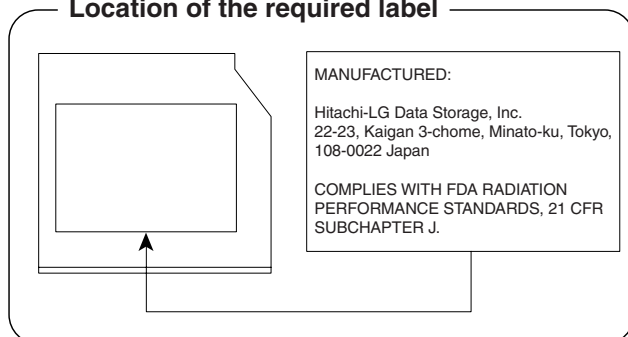 Location of the required label
MANUFACTURED:
Hitachi-LG Data Storage, Inc.
22-23, Kaigan 3-chome, Minato-ku, Tokyo,
108-0022 Japan
COMPLIES WITH FDA RADIATION
PERFORMANCE STANDARDS, 21 CFR
SUBCHAPTER J.